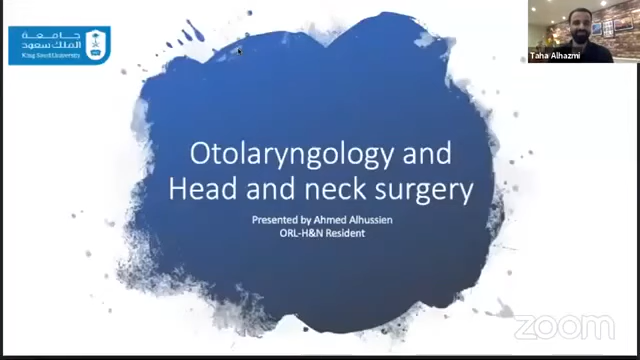 جامعة
الملك سعود
King Saud University
Taha Alhazmi
Otolaryngology and
Head and neck surgery
Presented by Ahmed Alhussien
ORL-H&N Resident
zoom